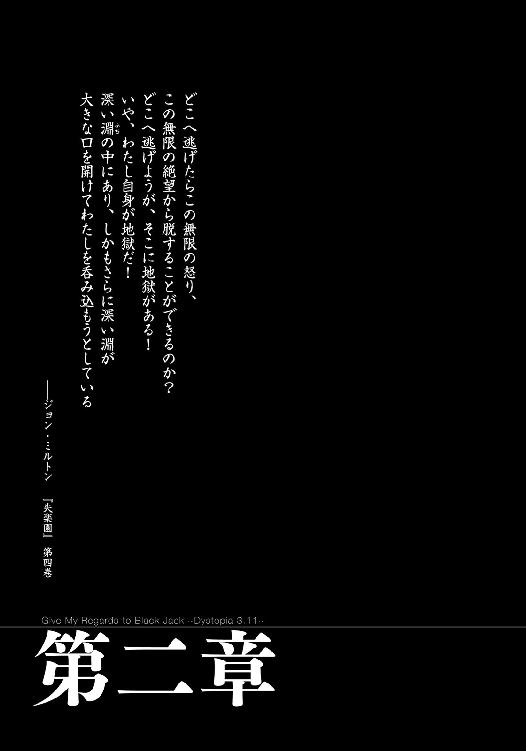 どこへ逃げたらこの無限の怒り、
この無限の絶望から脱することができるのか？
どこへ逃げようが、そこに地獄がある！
いや、わたし自身が地獄だ！
深い淵の中にあり、しかもさらに深い淵が
大きな口を開けてわたしを呑み込もうとしている
――ジョン・ミルトン『失楽園』第四巻
Give My Regards to Black Jack --Dystopia 3.11--
第二章